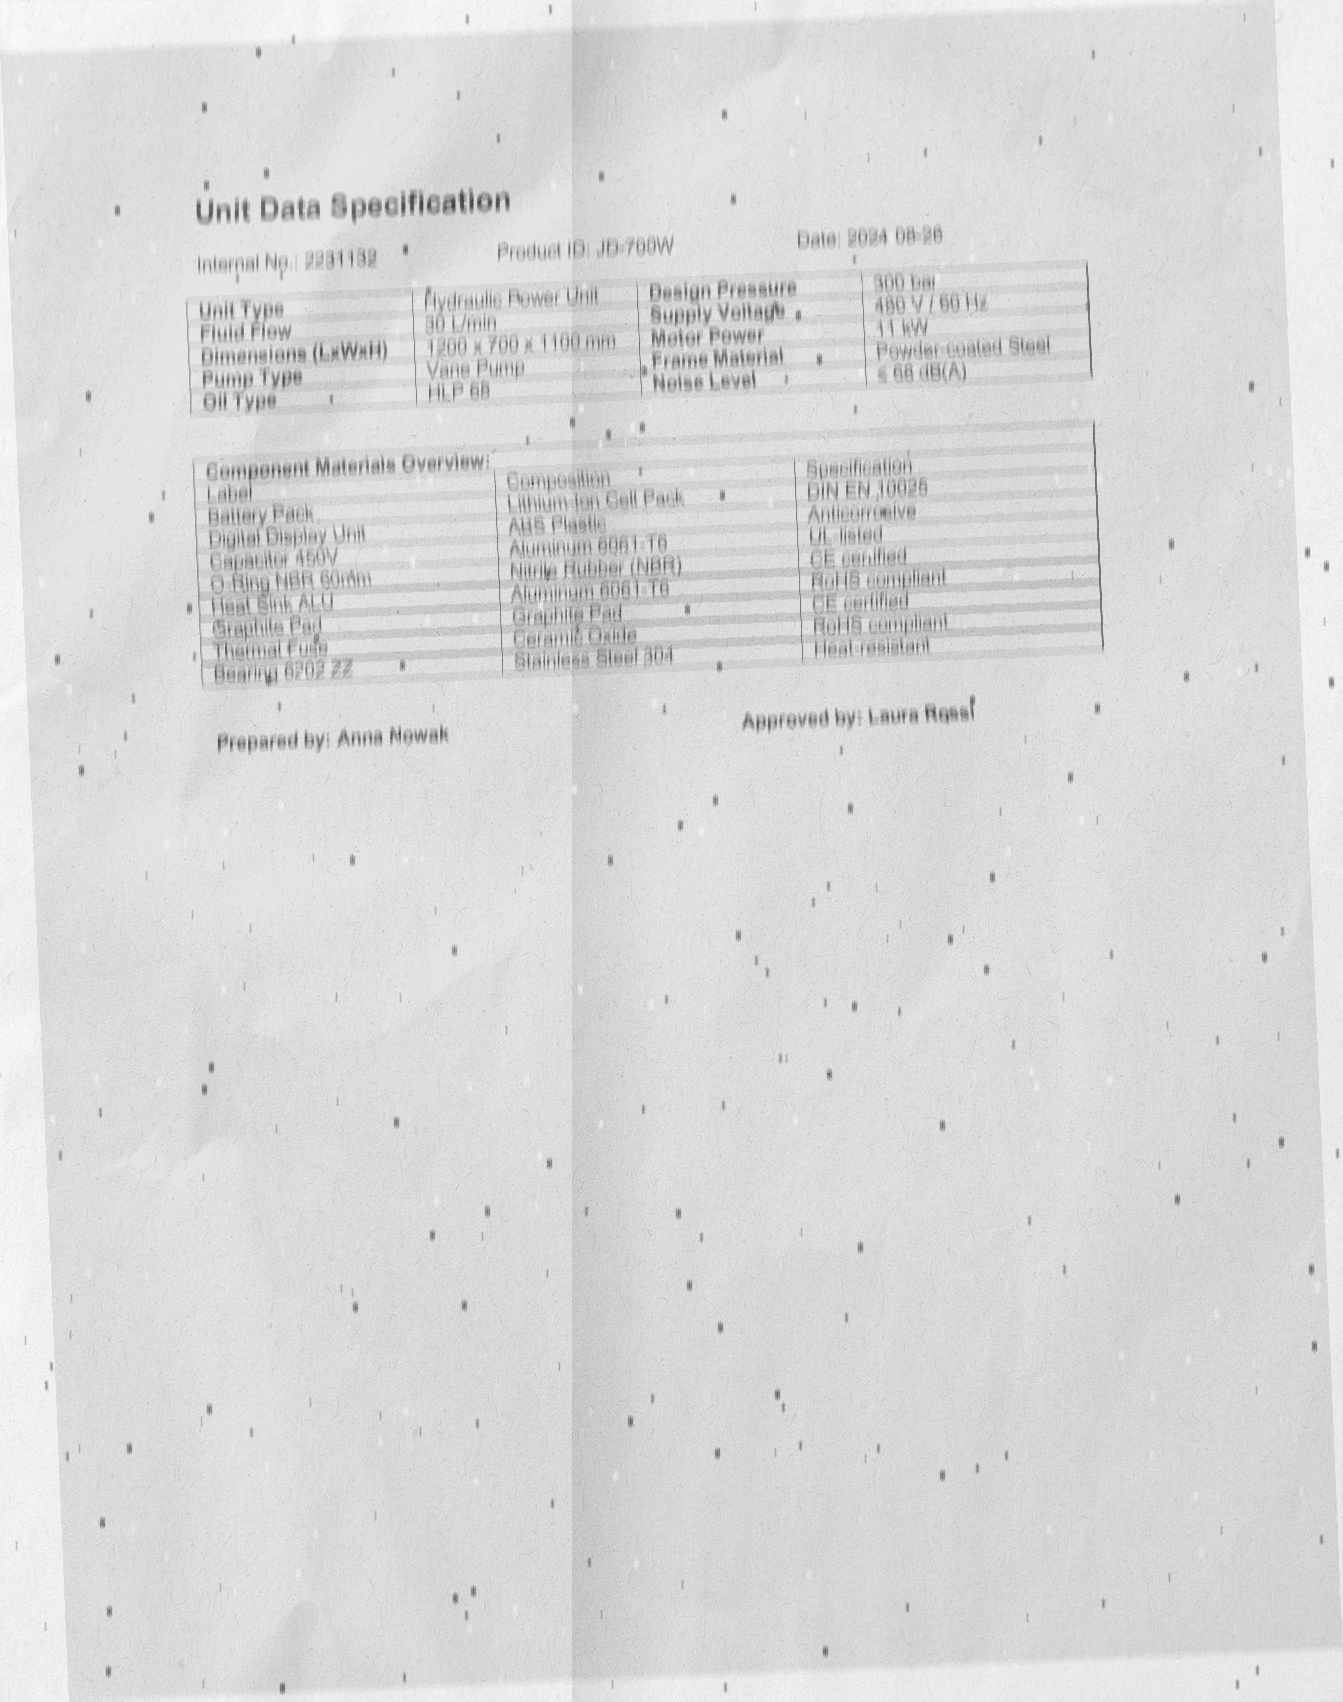 Unit Data Specification
Internal No.: 2231132 Product ID: JD-700W Date: 2024-08-26
Unit Type Hydraulic Power Unit Design Pressure 300 bar
Fluid Flow 30 L/min Supply Voltage 480 V / 60 Hz
Dimensions (LxWxH) 1200 x 700 x 1100 mm Motor Power 11 kW
Pump Type Vane Pump Frame Material Powder-coated Steel
Oil Type HLP 68 Noise Level ≤ 68 dB(A)
Component Materials Overview:
Label Composition Specification
Battery Pack Lithium-Ion Cell Pack DIN EN 10025
Digital Display Unit ABS Plastic Anticorrosive
Capacitor 450V Aluminum 6061-T6 UL-listed
O-Ring NBR 60mm Nitrile Rubber (NBR) CE certified
Heat Sink ALU Aluminum 6061-T6 RoHS compliant
Graphite Pad Graphite Pad CE certified
Thermal Fuse Ceramic Oxide RoHS compliant
Bearing 6202 ZZ Stainless Steel 304 Heat-resistant
Prepared by: Anna Nowak Approved by: Laura Rossi